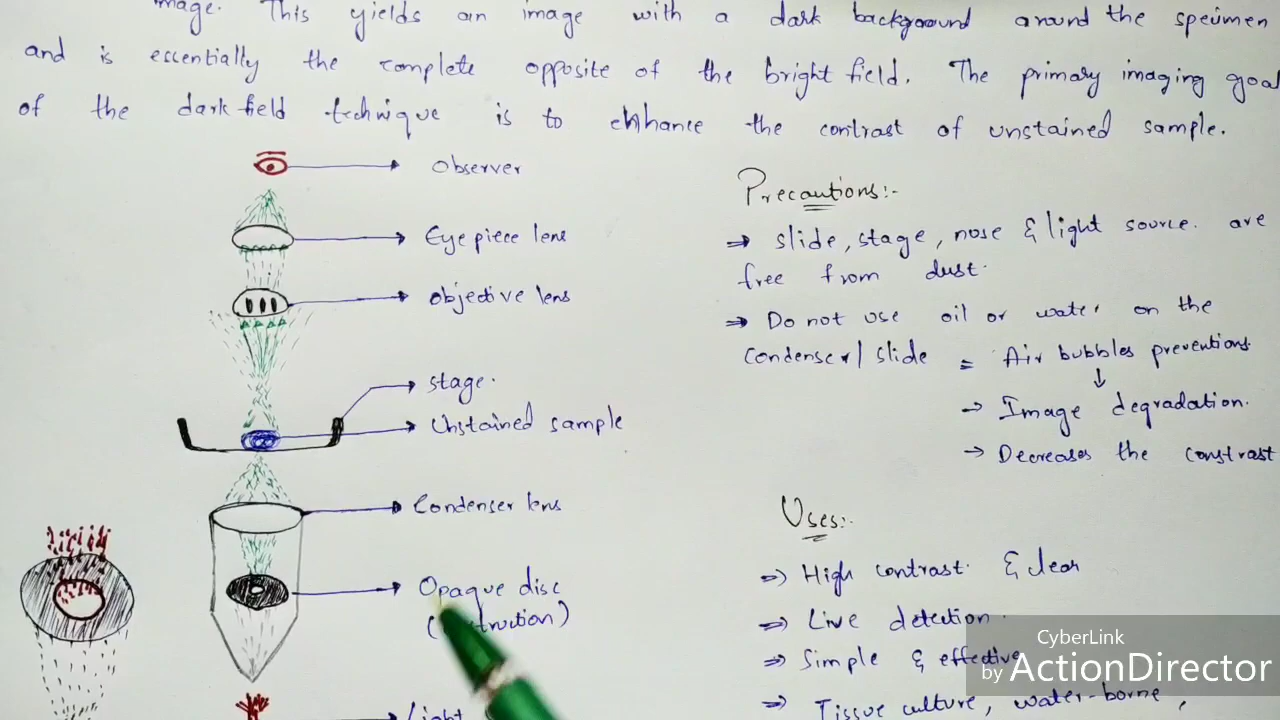 image. This yields an image with a dark background around the specimen
and is essentially the complete opposite of the bright field. The primary imaging goal
of the dark field technique is to enhance the contrast of unstained sample.
Observer
Eye piece lens
objective lens
stage.
Unstained sample
Condenser lens
Opaque disc
Light
Precautions:-
⇒ slide, stage, nose & light source. are
free from dust.
⇒ Do not use oil or water on the
condenser/slide = Air bubbles preventions
↓
→ Image degradation.
→ Decreases the constrast
Uses:-
⇒ High contrast & clear
⇒ Live detection.
⇒ Simple & effective
⇒ Tissue culture, water-borne,
CyberLink
by ActionDirector